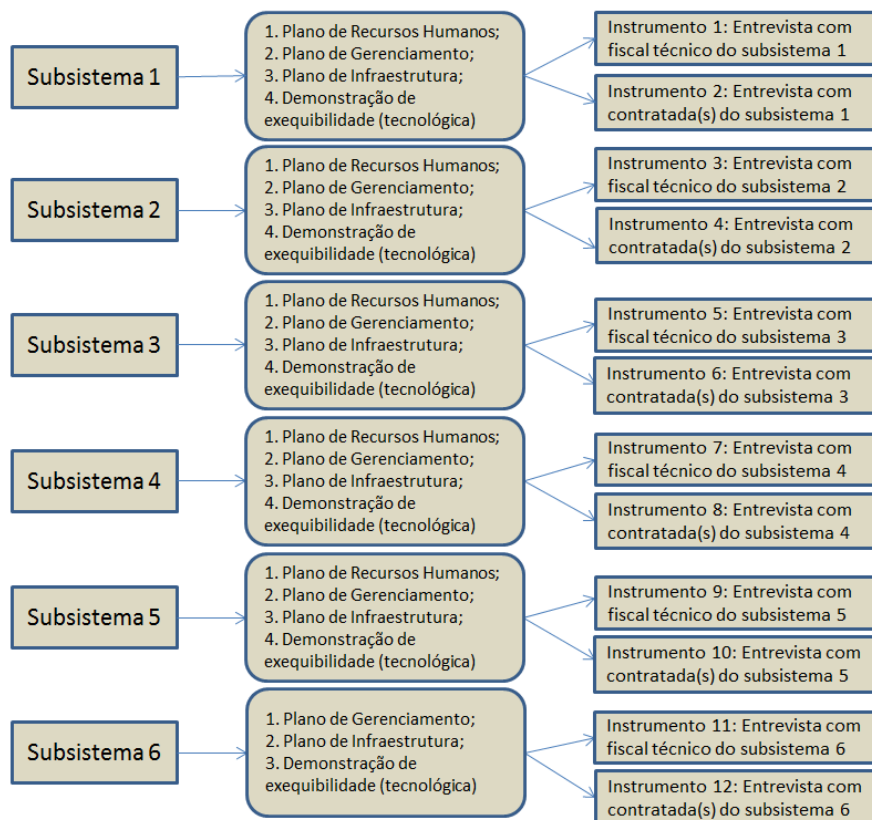 Subsistema 1
1. Plano de Recursos Humanos;
2. Plano de Gerenciamento;
3. Plano de Infraestrutura;
4. Demonstração de
exequibilidade (tecnológica)
Instrumento 1: Entrevista com
fiscal técnico do subsistema 1
Instrumento 2: Entrevista com
contratada(s) do subsistema 1
Subsistema 2
1. Plano de Recursos Humanos;
2. Plano de Gerenciamento;
3. Plano de Infraestrutura;
4. Demonstração de
exequibilidade (tecnológica)
Instrumento 3: Entrevista com
fiscal técnico do subsistema 2
Instrumento 4: Entrevista com
contratada(s) do subsistema 2
Subsistema 3
1. Plano de Recursos Humanos;
2. Plano de Gerenciamento;
3. Plano de Infraestrutura;
4. Demonstração de
exequibilidade (tecnológica)
Instrumento 5: Entrevista com
fiscal técnico do subsistema 3
Instrumento 6: Entrevista com
contratada(s) do subsistema 3
Subsistema 4
1. Plano de Recursos Humanos;
2. Plano de Gerenciamento;
3. Plano de Infraestrutura;
4. Demonstração de
exequibilidade (tecnológica)
Instrumento 7: Entrevista com
fiscal técnico do subsistema 4
Instrumento 8: Entrevista com
contratada(s) do subsistema 4
Subsistema 5
1. Plano de Recursos Humanos;
2. Plano de Gerenciamento;
3. Plano de Infraestrutura;
4. Demonstração de
exequibilidade (tecnológica)
Instrumento 9: Entrevista com
fiscal técnico do subsistema 5
Instrumento 10: Entrevista com
contratada(s) do subsistema 5
Subsistema 6
1. Plano de Gerenciamento;
2. Plano de Infraestrutura;
3. Demonstração de
exequibilidade (tecnológica)
Instrumento 11: Entrevista com
fiscal técnico do subsistema 6
Instrumento 12: Entrevista com
contratada(s) do subsistema 6